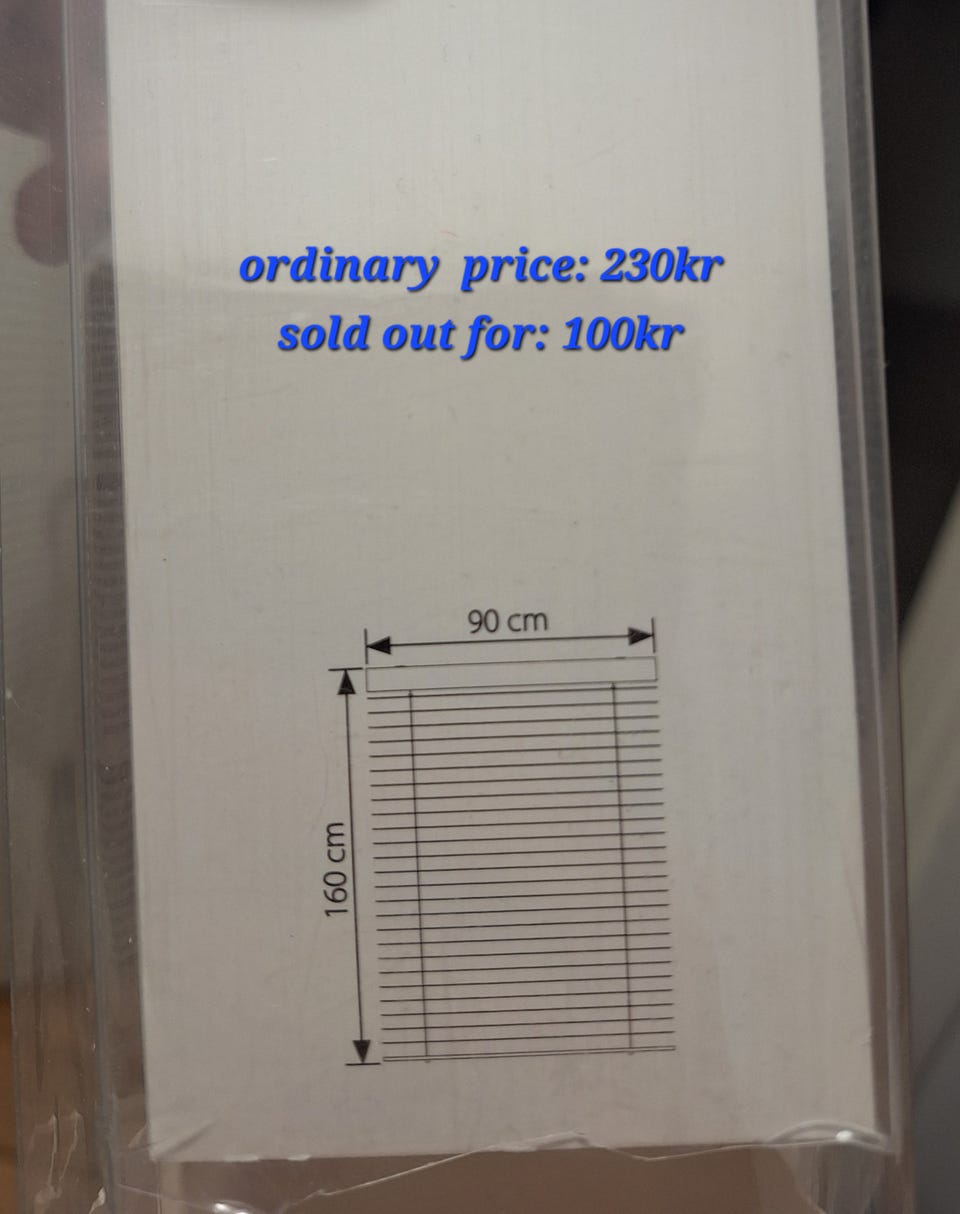 ordinary price: 230kr
sold out for: 100kr
90 cm
160 cm